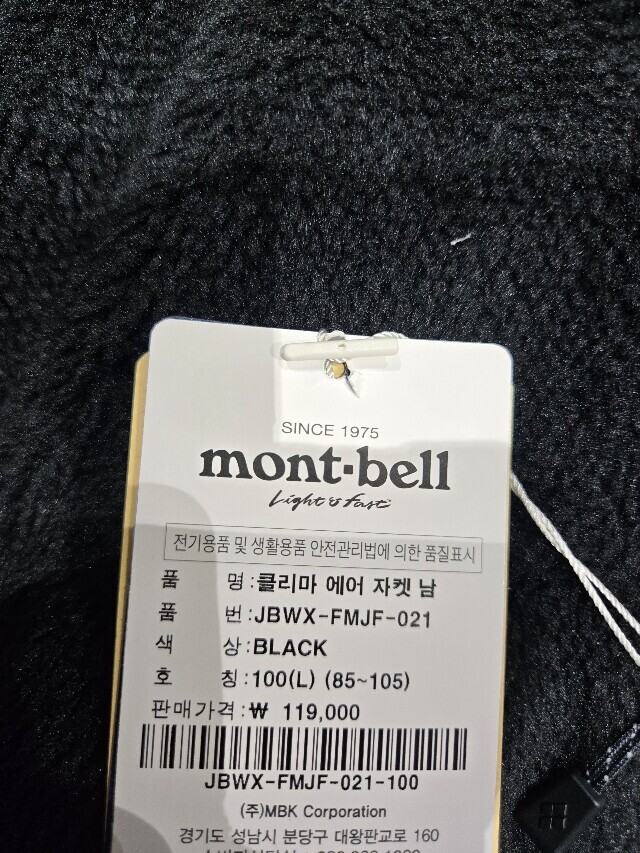 SINCE 1975
mont-bell
Light & Fast
전기용품 및 생활용품 안전관리법에 의한 품질표시
품 명:클리마 에어 자켓 남
품 번:JBWX-FMJF-021
색 상:BLACK
호 칭:100(L) (85~105)
판매가격:₩ 119,000
JBWX-FMJF-021-100
(주)MBK Corporation
경기도 성남시 분당구 대왕판교로 160